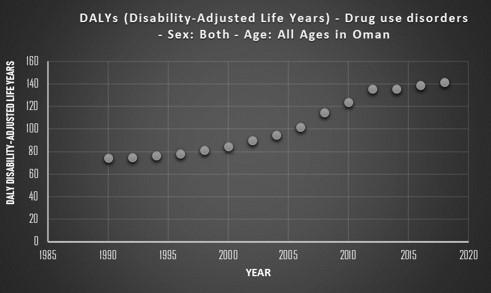 DALYs (Disability-Adjusted Life Years) - Drug use disorders
- Sex: Both - Age: All Ages in Oman
DALY DISABILITY-ADJUSTED LIFE YEARS
160
140
120
100
80
60
40
20
0
1985 1990 1995 2000 2005 2010 2015 2020
YEAR